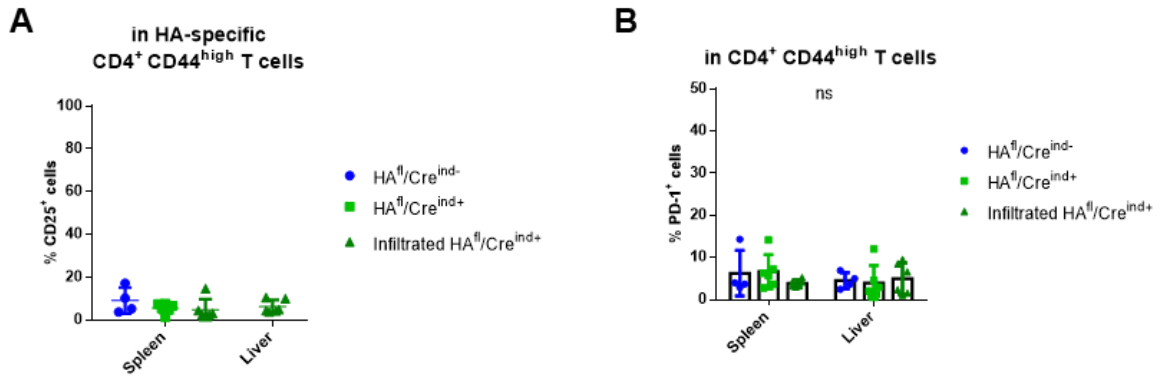 A
in HA-specific
CD4⁺ CD44ʰⁱᵍʰ T cells
% CD25⁺ cells
100
80
60
40
20
0
Spleen
Liver
HAᶠˡ/Creⁱⁿᵈ⁻
HAᶠˡ/Creⁱⁿᵈ⁺
Infiltrated HAᶠˡ/Creⁱⁿᵈ⁺
B
in CD4⁺ CD44ʰⁱᵍʰ T cells
ns
% PD-1⁺ cells
50
40
30
20
10
0
Spleen
Liver
HAᶠˡ/Creⁱⁿᵈ⁻
HAᶠˡ/Creⁱⁿᵈ⁺
Infiltrated HAᶠˡ/Creⁱⁿᵈ⁺